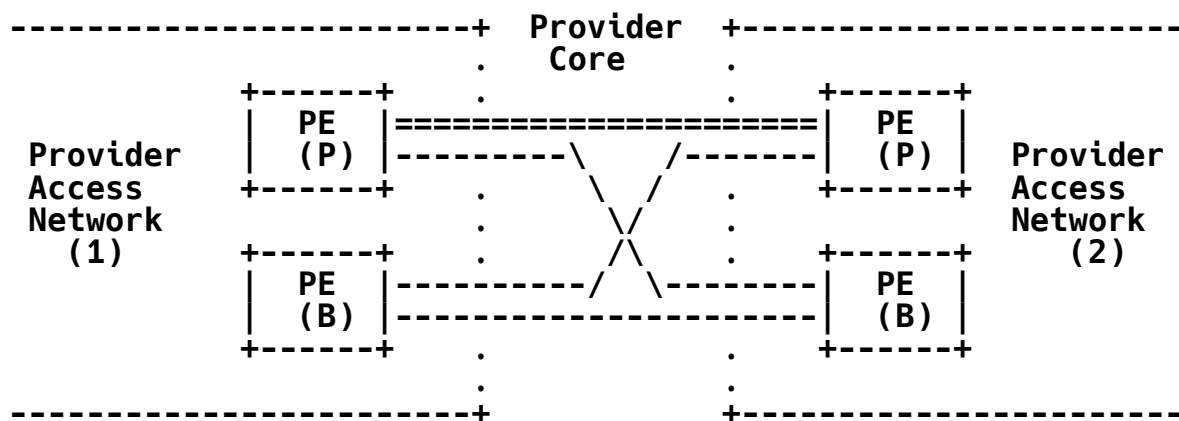 ------------------------+  Provider  +-----------------------
                        .   Core     .
            +------+    .            .    +------+
            |  PE  |======================|  PE  |
 Provider   |  (P) |---------\    /-------|  (P) |  Provider
 Access     +------+    .     \  /   .    +------+  Access
 Network                .      \/    .              Network
   (1)      +------+    .      /\    .    +------+     (2)
            |  PE  |----------/  \--------|  PE  |
            |  (B) |----------------------|  (B) |
            +------+    .            .    +------+
                        .            .
------------------------+            +-----------------------